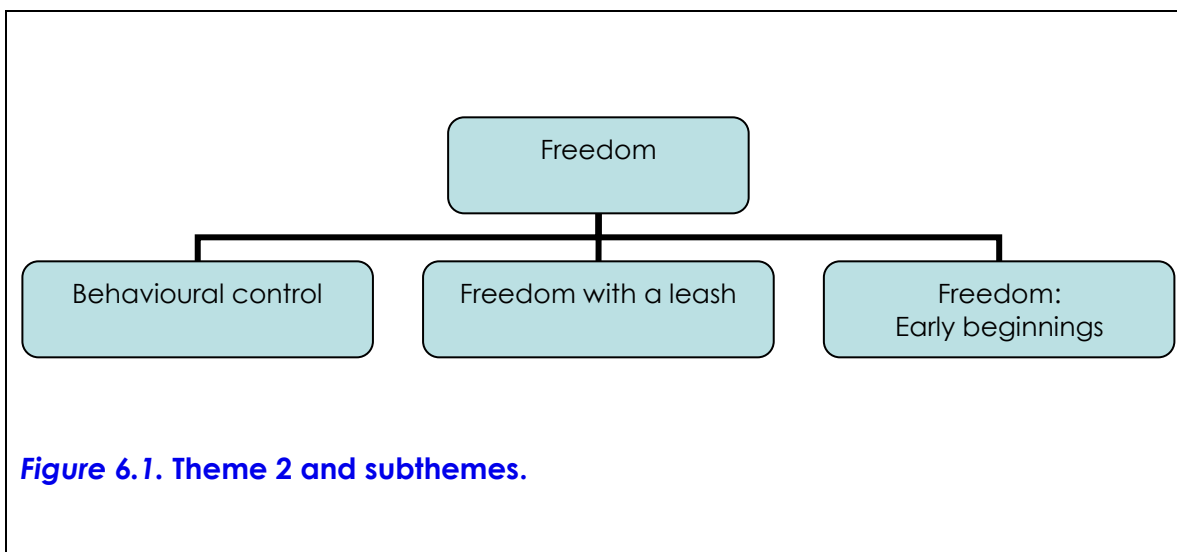 Freedom
Behavioural control
Freedom with a leash
Freedom:
Early beginnings
Figure 6.1. Theme 2 and subthemes.